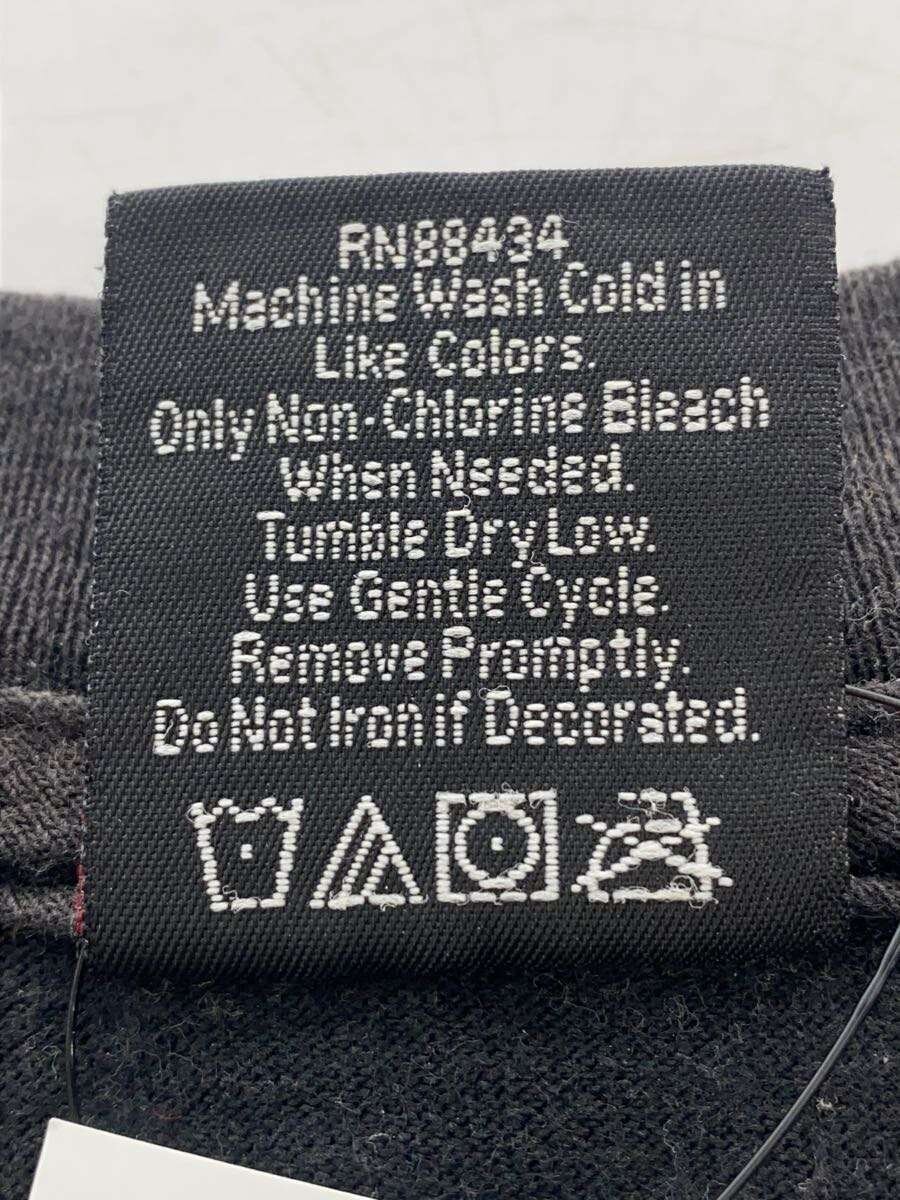 RN88434
Machine Wash Cold in
Like Colors.
Only Non-Chlorine Bleach
When Needed.
Tumble Dry Low.
Use Gentle Cycle.
Remove Promptly.
Do Not Iron if Decorated.